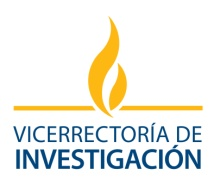 VICERRECTORÍA DE
INVESTIGACIÓN